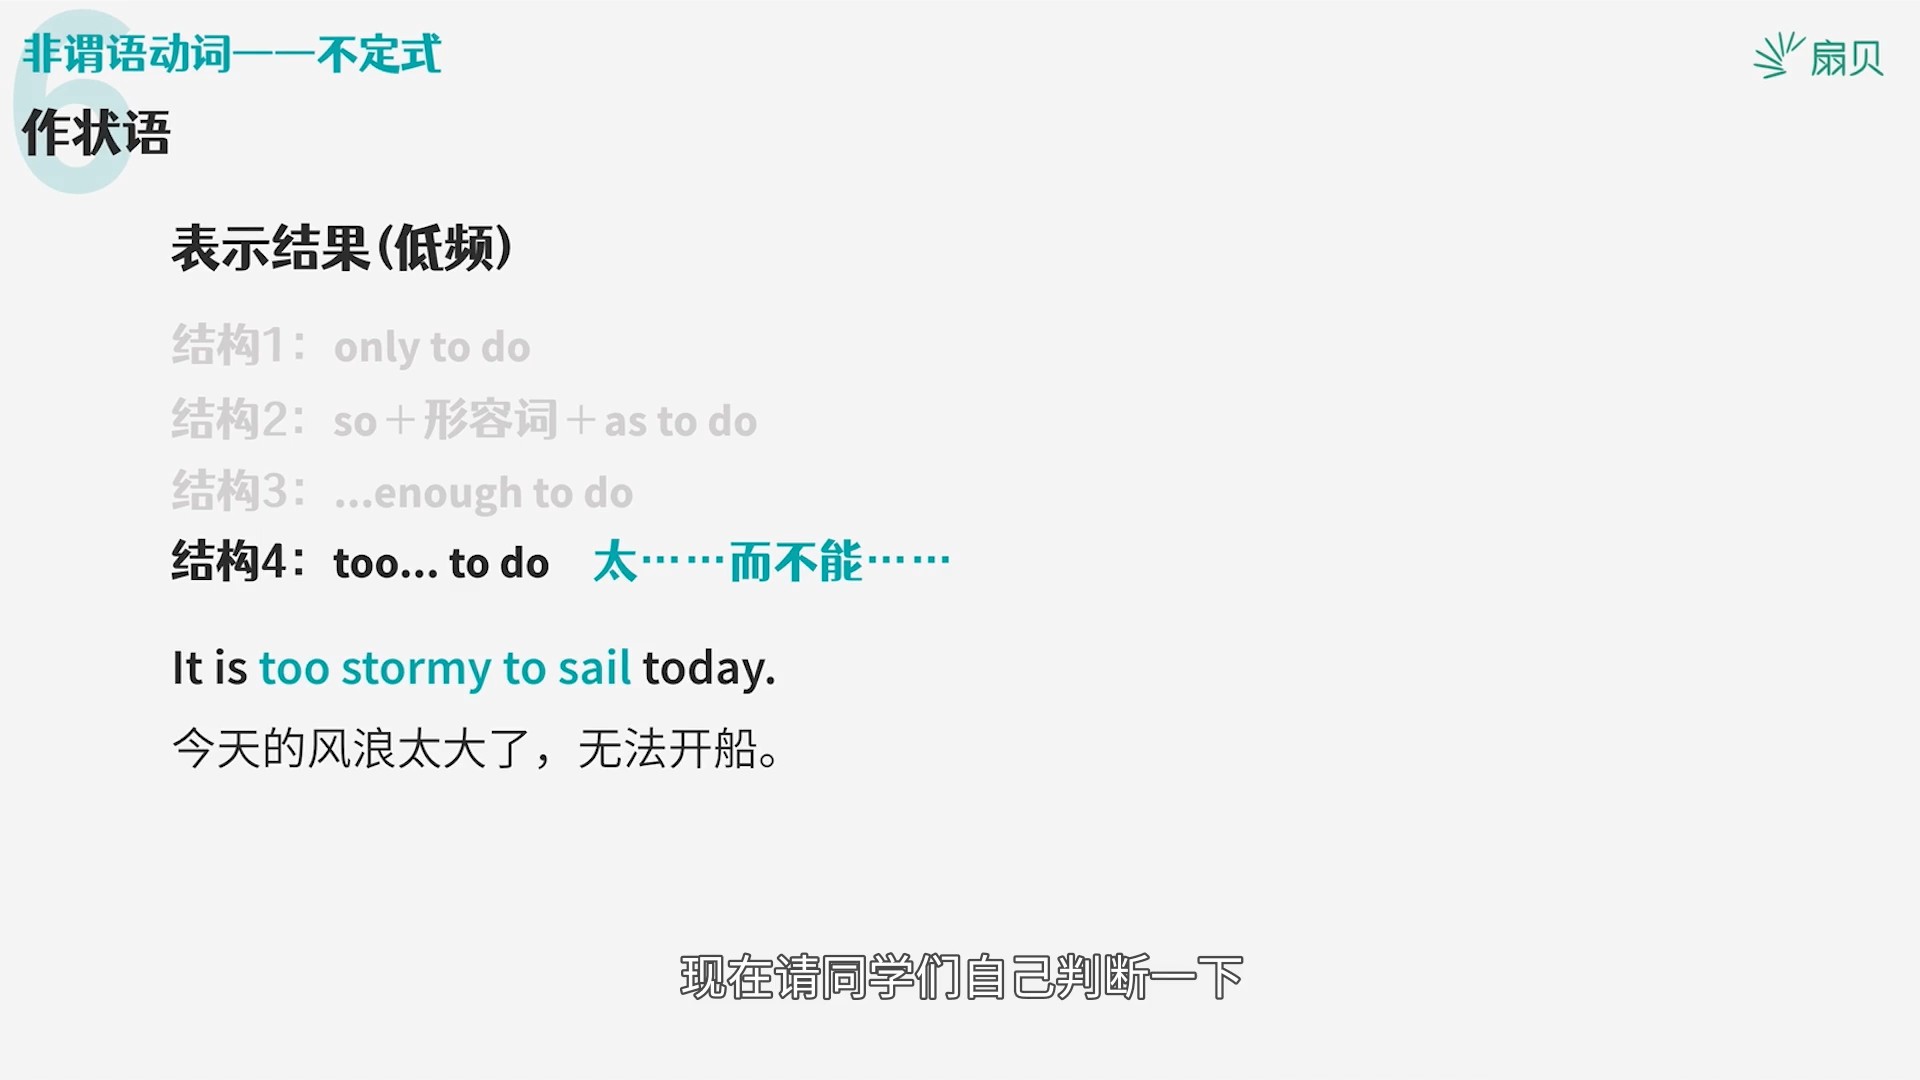 非谓语动词——不定式
扇贝
6
作状语
表示结果(低频)
结构1：only to do
结构2：so＋形容词＋as to do
结构3：...enough to do
结构4：too... to do 太……而不能……
It is too stormy to sail today.
今天的风浪太大了，无法开船。
现在请同学们自己判断一下